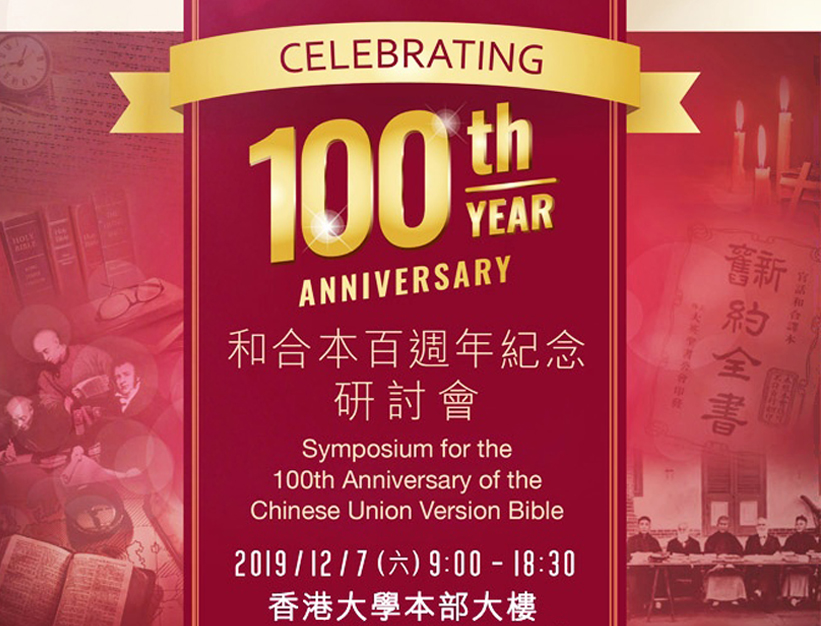 CELEBRATING
100th
YEAR
ANNIVERSARY
和合本百週年紀念
研討會
Symposium for the
100th Anniversary of the
Chinese Union Version Bible
2019/12/7 (六) 9:00 - 18:30
香港大學本部大樓
HOLY
BIBLE
官話和合譯本
新
舊
約全書